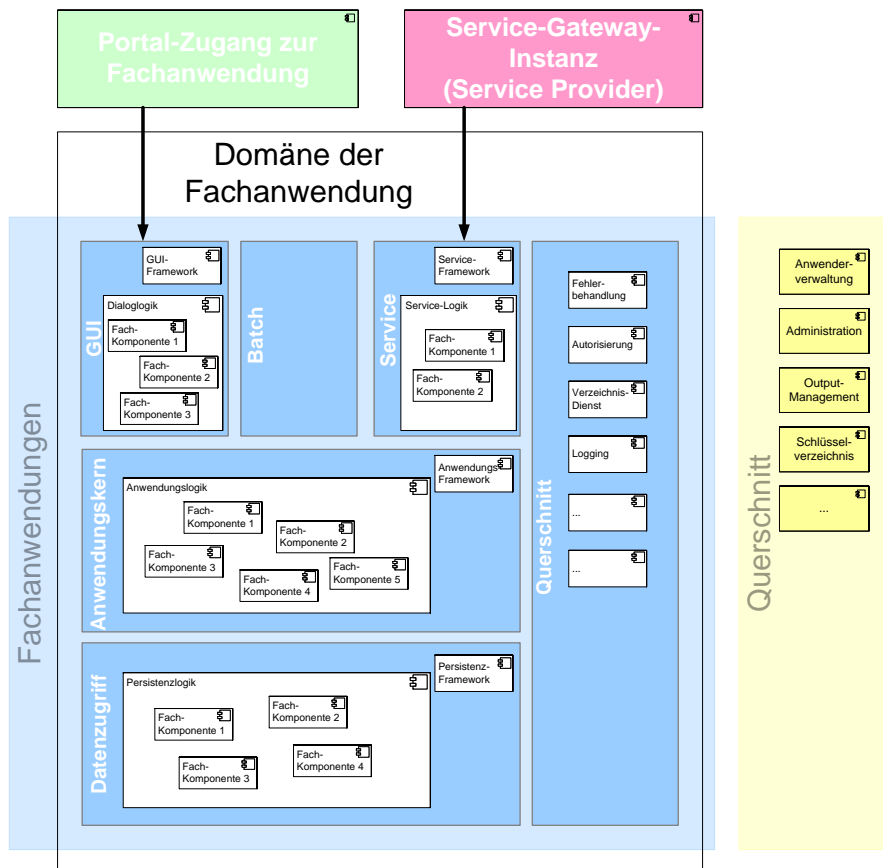 Portal-Zugang zur
Fachanwendung
Service-Gateway-
Instanz
(Service Provider)
Domäne der
Fachanwendung
Fachanwendungen
GUI
GUI-
Framework
Dialoglogik
Fach-
Komponente 1
Fach-
Komponente 2
Fach-
Komponente 3
Batch
Service
Service-
Framework
Service-Logik
Fach-
Komponente 1
Fach-
Komponente 2
Anwendungskern
Anwendungs
Framework
Anwendungslogik
Fach-
Komponente 1
Fach-
Komponente 2
Fach-
Komponente 3
Fach-
Komponente 4
Fach-
Komponente 5
Datenzugriff
Persistenz-
Framework
Persistenzlogik
Fach-
Komponente 1
Fach-
Komponente 2
Fach-
Komponente 3
Fach-
Komponente 4
Querschnitt
Fehler-
behandlung
Autorisierung
Verzeichnis-
Dienst
Logging
...
...
Querschnitt
Anwender-
verwaltung
Administration
Output-
Management
Schlüssel-
verzeichnis
...